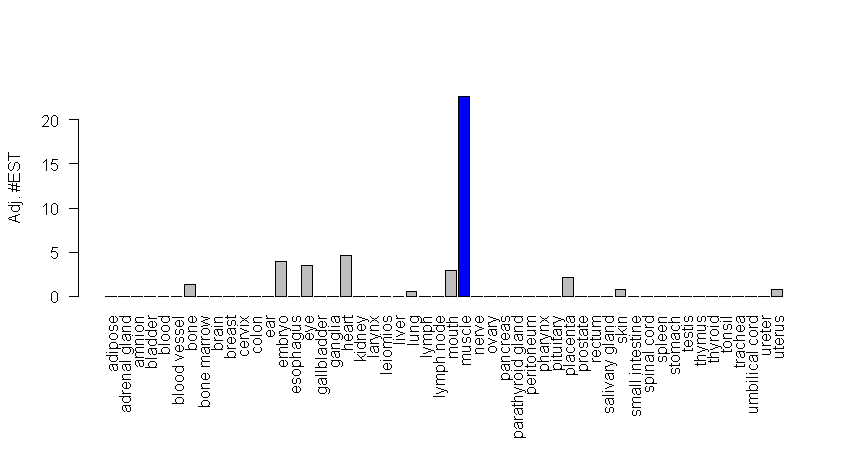 Adj. #EST
20
15
10
5
0
adipose
adrenal gland
amnion
bladder
blood
blood vessel
bone
bone marrow
brain
breast
cervix
colon
ear
embryo
esophagus
eye
gallbladder
ganglia
heart
kidney
larynx
leiomios
liver
lung
lymph
lymph node
mouth
muscle
nerve
ovary
pancreas
parathyroid gland
peritoneum
pharynx
pituitary
placenta
prostate
rectum
salivary gland
skin
small intestine
spinal cord
spleen
stomach
testis
thymus
thyroid
tonsil
trachea
umbilical cord
ureter
uterus